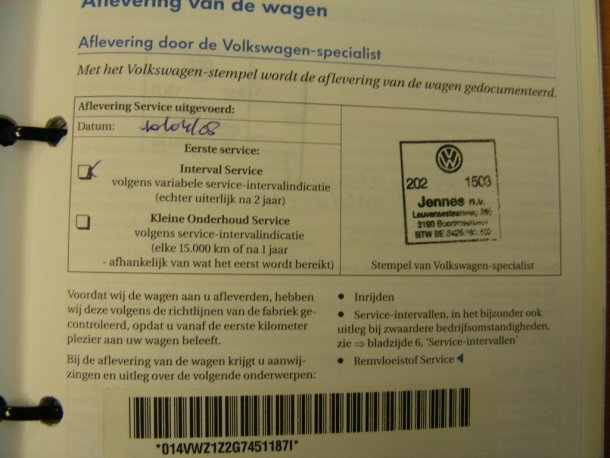 Aflevering van de wagen
Aflevering door de Volkswagen-specialist
Met het Volkswagen-stempel wordt de aflevering van de wagen gedocumenteerd.
Aflevering Service uitgevoerd:
Datum:
Eerste service:
Interval Service
volgens variable service-intervalindicatie
(echter uiterlijk na 2 jaar)
Kleine Onderhoud Service
volgens service-intervalindicatie
(elke 15.000 km of na 1 jaar
- afhankelijk van wat het eerst wordt bereikt)
202 1503
Jennes n.v.
3190
BTW BE
Stempel van Volkswagen-specialist
Voordat wij de wagen aan u afleverden, hebben
wij deze volgens de richtlijnen van de fabriek ge-
controleerd, opdat u vanaf de eerste kilometer
plezier aan uw wagen beleeft.
Bij de aflevering van de wagen krijgt u aanwij-
zingen en uitleg over de volgende onderwerpen:
• Inrijden
• Service-intervallen, in het bijzonder ook
uitleg bij zwaardere bedrijfsomstandigheden,
zie ⇒ bladzijde 6, 'Service-intervallen'
• Remvloeistof Service ◀
*014VWZ1Z2G7451187I*